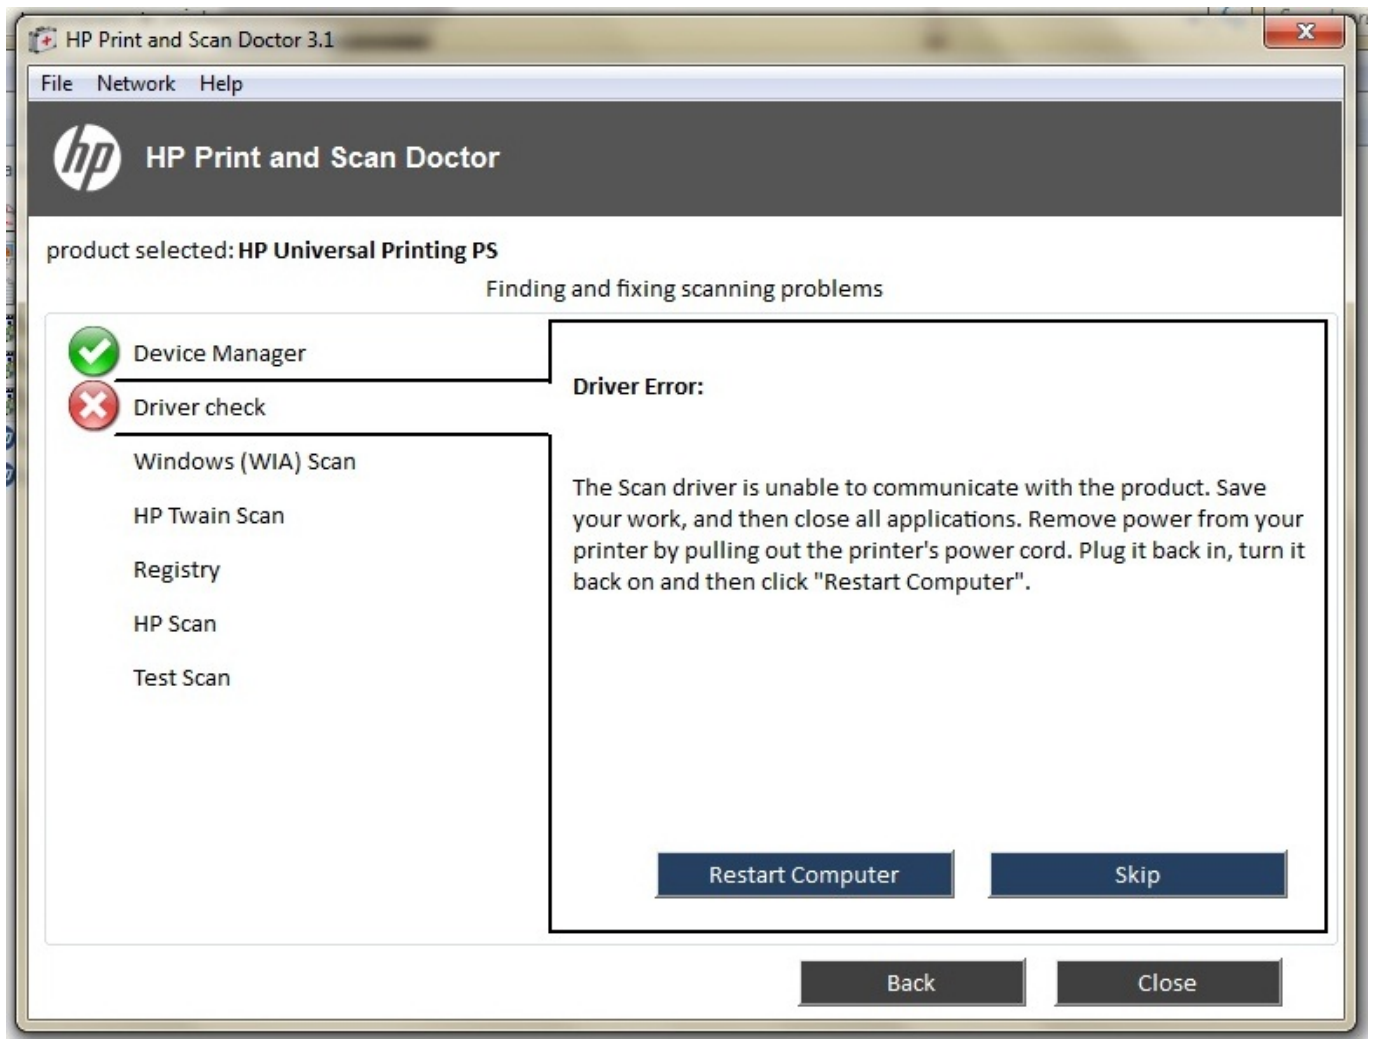 HP Print and Scan Doctor 3.1
File Network Help
hp HP Print and Scan Doctor
product selected: HP Universal Printing PS
Finding and fixing scanning problems
Device Manager
Driver check
Windows (WIA) Scan
HP Twain Scan
Registry
HP Scan
Test Scan
Driver Error:
The Scan driver is unable to communicate with the product. Save
your work, and then close all applications. Remove power from your
printer by pulling out the printer's power cord. Plug it back in, turn it
back on and then click "Restart Computer".
Restart Computer Skip
Back Close